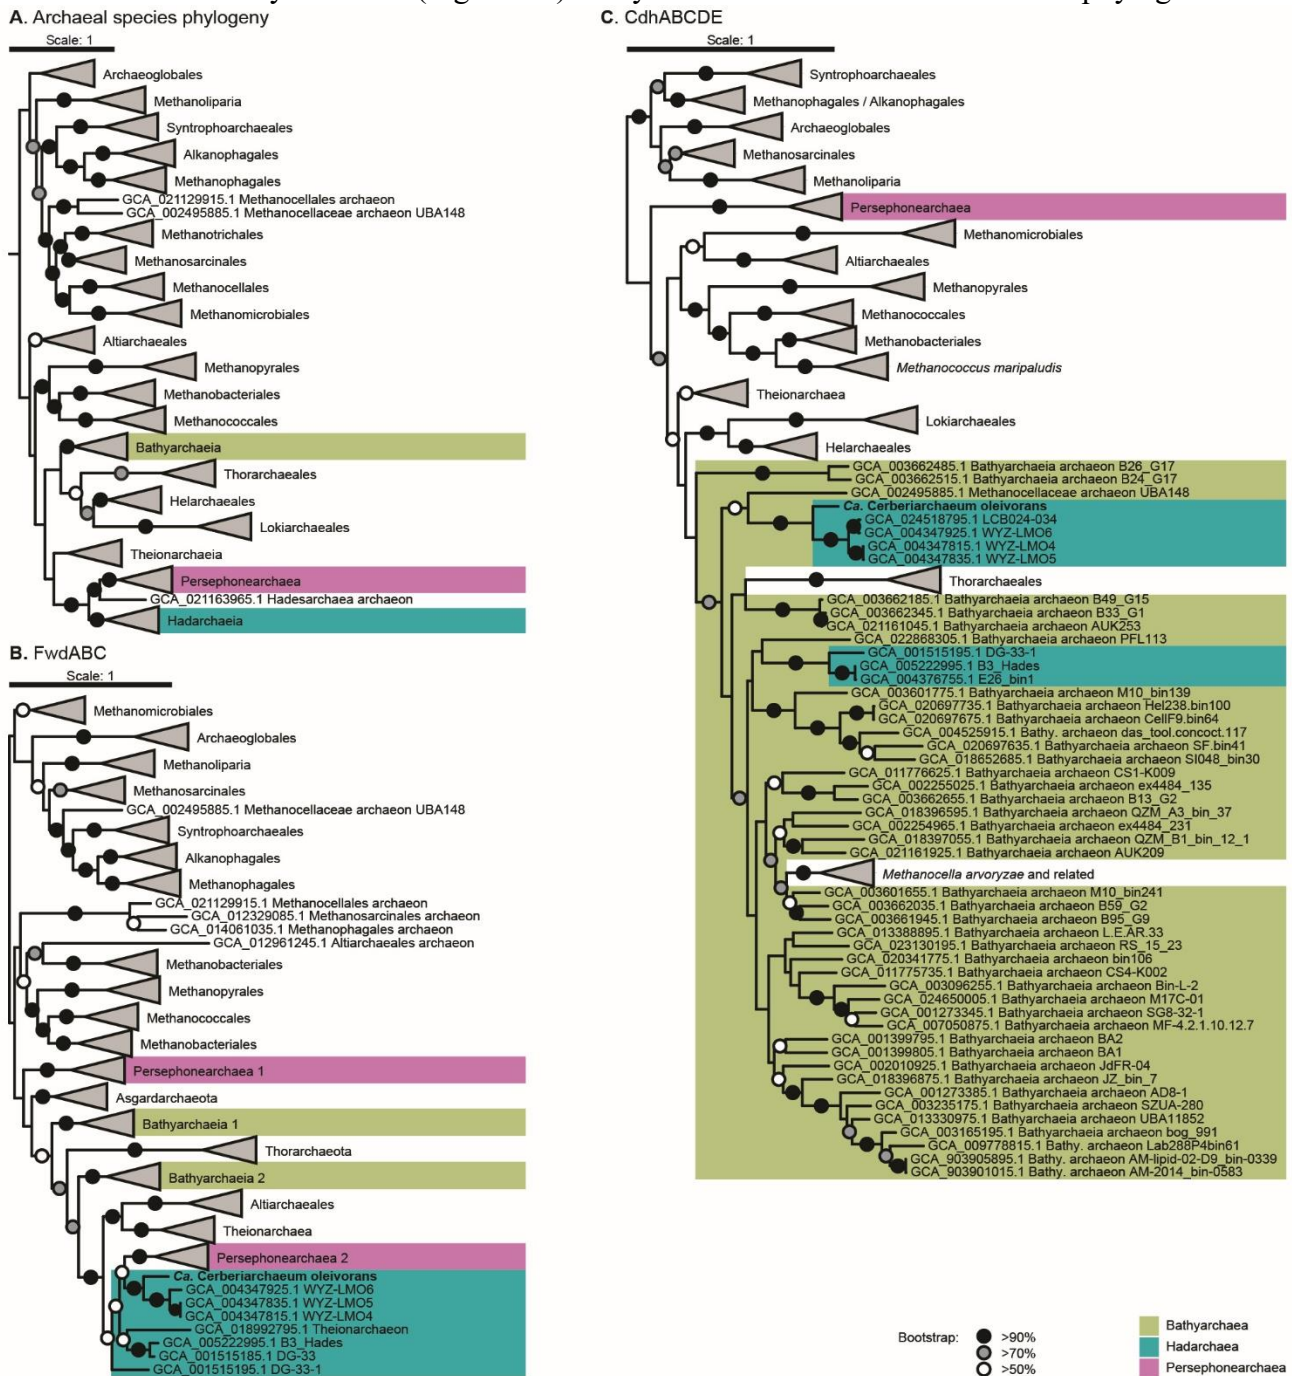 A. Archaeal species phylogeny
Scale: 1
Archaeoglobales
Methanoliparia
Syntrophoarchaeales
Alkanophagales
Methanophagales
GCA_021129915.1 Methanocellales archaeon
GCA_002495885.1 Methanocellaceae archaeon UBA148
Methanotrichales
Methanosarcinales
Methanocellales
Methanomicrobiales
Altiarchaeales
Methanopyrales
Methanobacteriales
Methanococcales
Bathyarchaeia
Thorarchaeales
Helarchaeales
Lokiarchaeales
Theionarchaeia
Persephonearchaea
GCA_021163965.1 Hadesarchaea archaeon
Hadarchaeia
B. FwdABC
Scale: 1
Methanomicrobiales
Archaeoglobales
Methanoliparia
Methanosarcinales
GCA_002495885.1 Methanocellaceae archaeon UBA148
Syntrophoarchaeales
Alkanophagales
Methanophagales
GCA_021129915.1 Methanocellales archaeon
GCA_012329085.1 Methanosarcinales archaeon
GCA_014061035.1 Methanophagales archaeon
GCA_012961245.1 Altiarchaeales archaeon
Methanobacteriales
Methanopyrales
Methanococcales
Methanobacteriales
Persephonearchaea 1
Asgardarchaeota
Bathyarchaeia 1
Thorarchaeota
Bathyarchaeia 2
Altiarchaeales
Theionarchaea
Persephonearchaea 2
Ca. Cerberiarchaeum oleivorans
GCA_004347925.1 WYZ-LMO6
GCA_004347835.1 WYZ-LMO5
GCA_004347815.1 WYZ-LMO4
GCA_018992795.1 Theionarchaeon
GCA_005222995.1 B3_Hades
GCA_001515185.1 DG-33
GCA_001515195.1 DG-33-1
C. CdhABCDE
Scale: 1
Syntrophoarchaeales
Methanophagales / Alkanophagales
Archaeoglobales
Methanosarcinales
Methanoliparia
Persephonearchaea
Methanomicrobiales
Altiarchaeales
Methanopyrales
Methanococcales
Methanobacteriales
Methanococcus maripaludis
Theionarchaea
Lokiarchaeales
Helarchaeales
GCA_003662485.1 Bathyarchaeia archaeon B26_G17
GCA_003662515.1 Bathyarchaeia archaeon B24_G17
GCA_002495885.1 Methanocellaceae archaeon UBA148
Ca. Cerberiarchaeum oleivorans
GCA_024518795.1 LCB024-034
GCA_004347925.1 WYZ-LMO6
GCA_004347815.1 WYZ-LMO4
GCA_004347835.1 WYZ-LMO5
Thorarchaeales
GCA_003662185.1 Bathyarchaeia archaeon B49_G15
GCA_003662345.1 Bathyarchaeia archaeon B33_G1
GCA_021161045.1 Bathyarchaeia archaeon AUK253
GCA_022868305.1 Bathyarchaeia archaeon PFL113
GCA_001515195.1 DG-33-1
GCA_005222995.1 B3_Hades
GCA_004376755.1 E26_bin1
GCA_003601775.1 Bathyarchaeia archaeon M10_bin139
GCA_020697735.1 Bathyarchaeia archaeon Hel238.bin100
GCA_020697675.1 Bathyarchaeia archaeon CellF9.bin64
GCA_004525915.1 Bathy. archaeon das_tool.concoct.117
GCA_020697635.1 Bathyarchaeia archaeon SF.bin41
GCA_018652685.1 Bathyarchaeia archaeon SI048_bin30
GCA_011776625.1 Bathyarchaeia archaeon CS1-K009
GCA_002255025.1 Bathyarchaeia archaeon ex4484_135
GCA_003662655.1 Bathyarchaeia archaeon B13_G2
GCA_018396595.1 Bathyarchaeia archaeon QZM_A3_bin_37
GCA_002254965.1 Bathyarchaeia archaeon ex4484_231
GCA_018397055.1 Bathyarchaeia archaeon QZM_B1_bin_12_1
GCA_021161925.1 Bathyarchaeia archaeon AUK209
Methanocella arvoryzae and related
GCA_003601655.1 Bathyarchaeia archaeon M10_bin241
GCA_003662035.1 Bathyarchaeia archaeon B59_G2
GCA_003661945.1 Bathyarchaeia archaeon B95_G9
GCA_013388895.1 Bathyarchaeia archaeon L.E.AR.33
GCA_023130195.1 Bathyarchaeia archaeon RS_15_23
GCA_020341775.1 Bathyarchaeia archaeon bin106
GCA_011775735.1 Bathyarchaeia archaeon CS4-K002
GCA_003096255.1 Bathyarchaeia archaeon Bin-L-2
GCA_024650005.1 Bathyarchaeia archaeon M17C-01
GCA_001273345.1 Bathyarchaeia archaeon SG8-32-1
GCA_007050875.1 Bathyarchaeia archaeon MF-4.2.1.10.12.7
GCA_001399795.1 Bathyarchaeia archaeon BA2
GCA_001399805.1 Bathyarchaeia archaeon BA1
GCA_002010925.1 Bathyarchaeia archaeon JdFR-04
GCA_018396875.1 Bathyarchaeia archaeon JZ_bin_7
GCA_001273385.1 Bathyarchaeia archaeon AD8-1
GCA_003235175.1 Bathyarchaeia archaeon SZUA-280
GCA_013330975.1 Bathyarchaeia archaeon UBA11852
GCA_003165195.1 Bathyarchaeia archaeon bog_991
GCA_009778815.1 Bathyarchaeia archaeon Lab288P4bin61
GCA_903905895.1 Bathy. archaeon AM-lipid-02-D9_bin-0339
GCA_903901015.1 Bathy. archaeon AM-2014_bin-0583
Bootstrap:
>90%
>70%
>50%
Bathyarchaea
Hadarchaea
Persephonearchaea